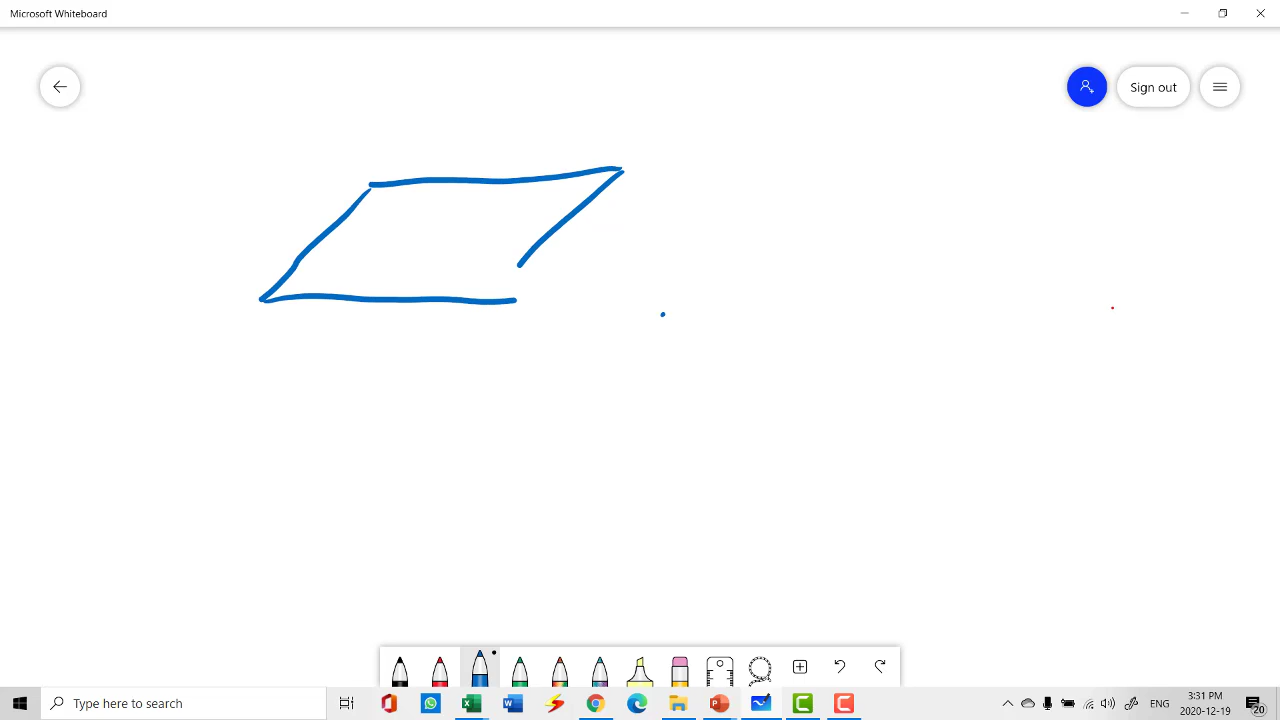 Microsoft Whiteboard
Sign out
Type here to search
ENG
3:31 PM
2020-12-19
20